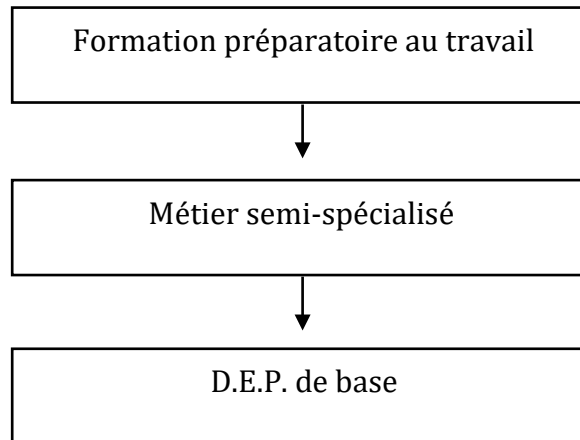 Formation préparatoire au travail
Métier semi-spécialisé
D.E.P. de base